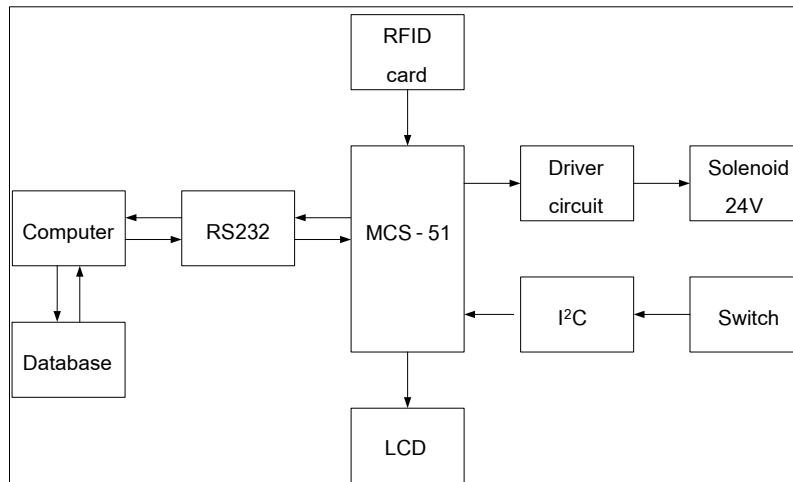 RFID
card
Driver
circuit
Solenoid
24V
Computer
RS232
MCS - 51
I²C
Switch
Database
LCD